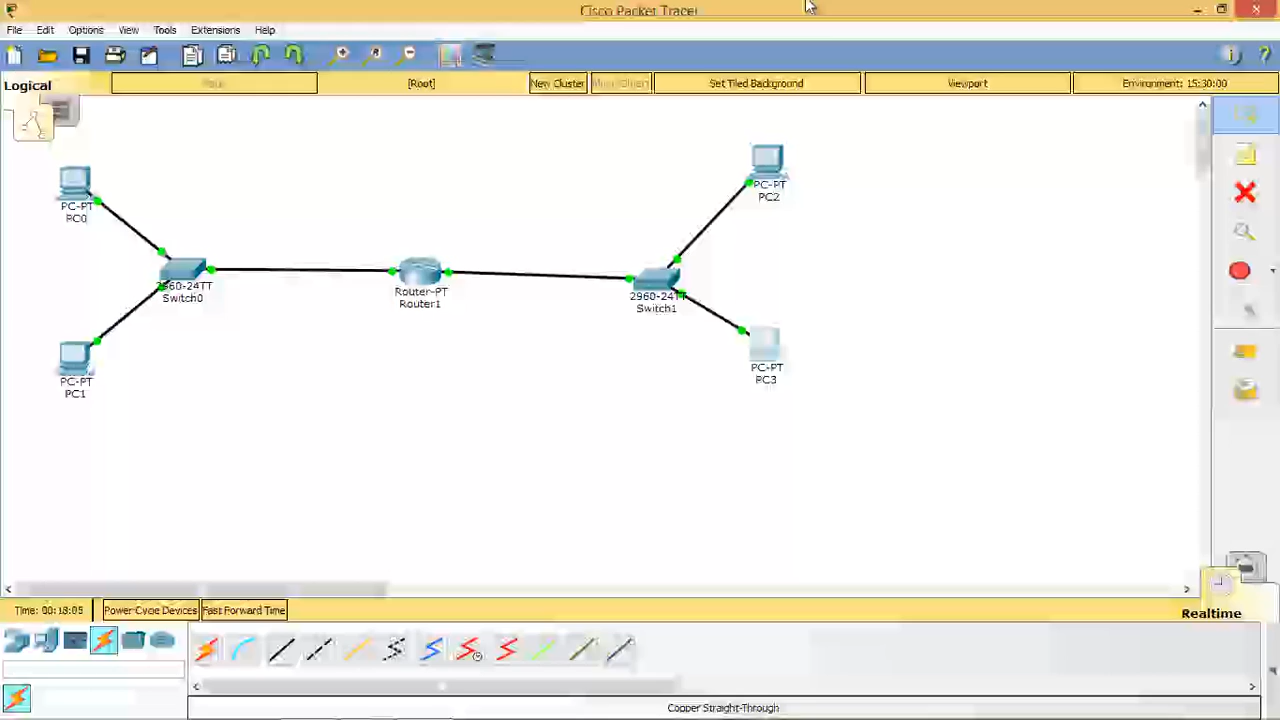 Cisco Packet Tracer
File Edit Options View Tools Extensions Help
Logical
[Root] New Cluster Set Tiled Background Viewport Environment: 15:30:00
PC-PT
PC0
PC-PT
PC1
2960-24TT
Switch0
Router-PT
Router1
2960-24TT
Switch1
PC-PT
PC2
PC-PT
PC3
Time: 00:18:05 Power Cycle Devices Fast Forward Time
Realtime
Copper Straight-Through